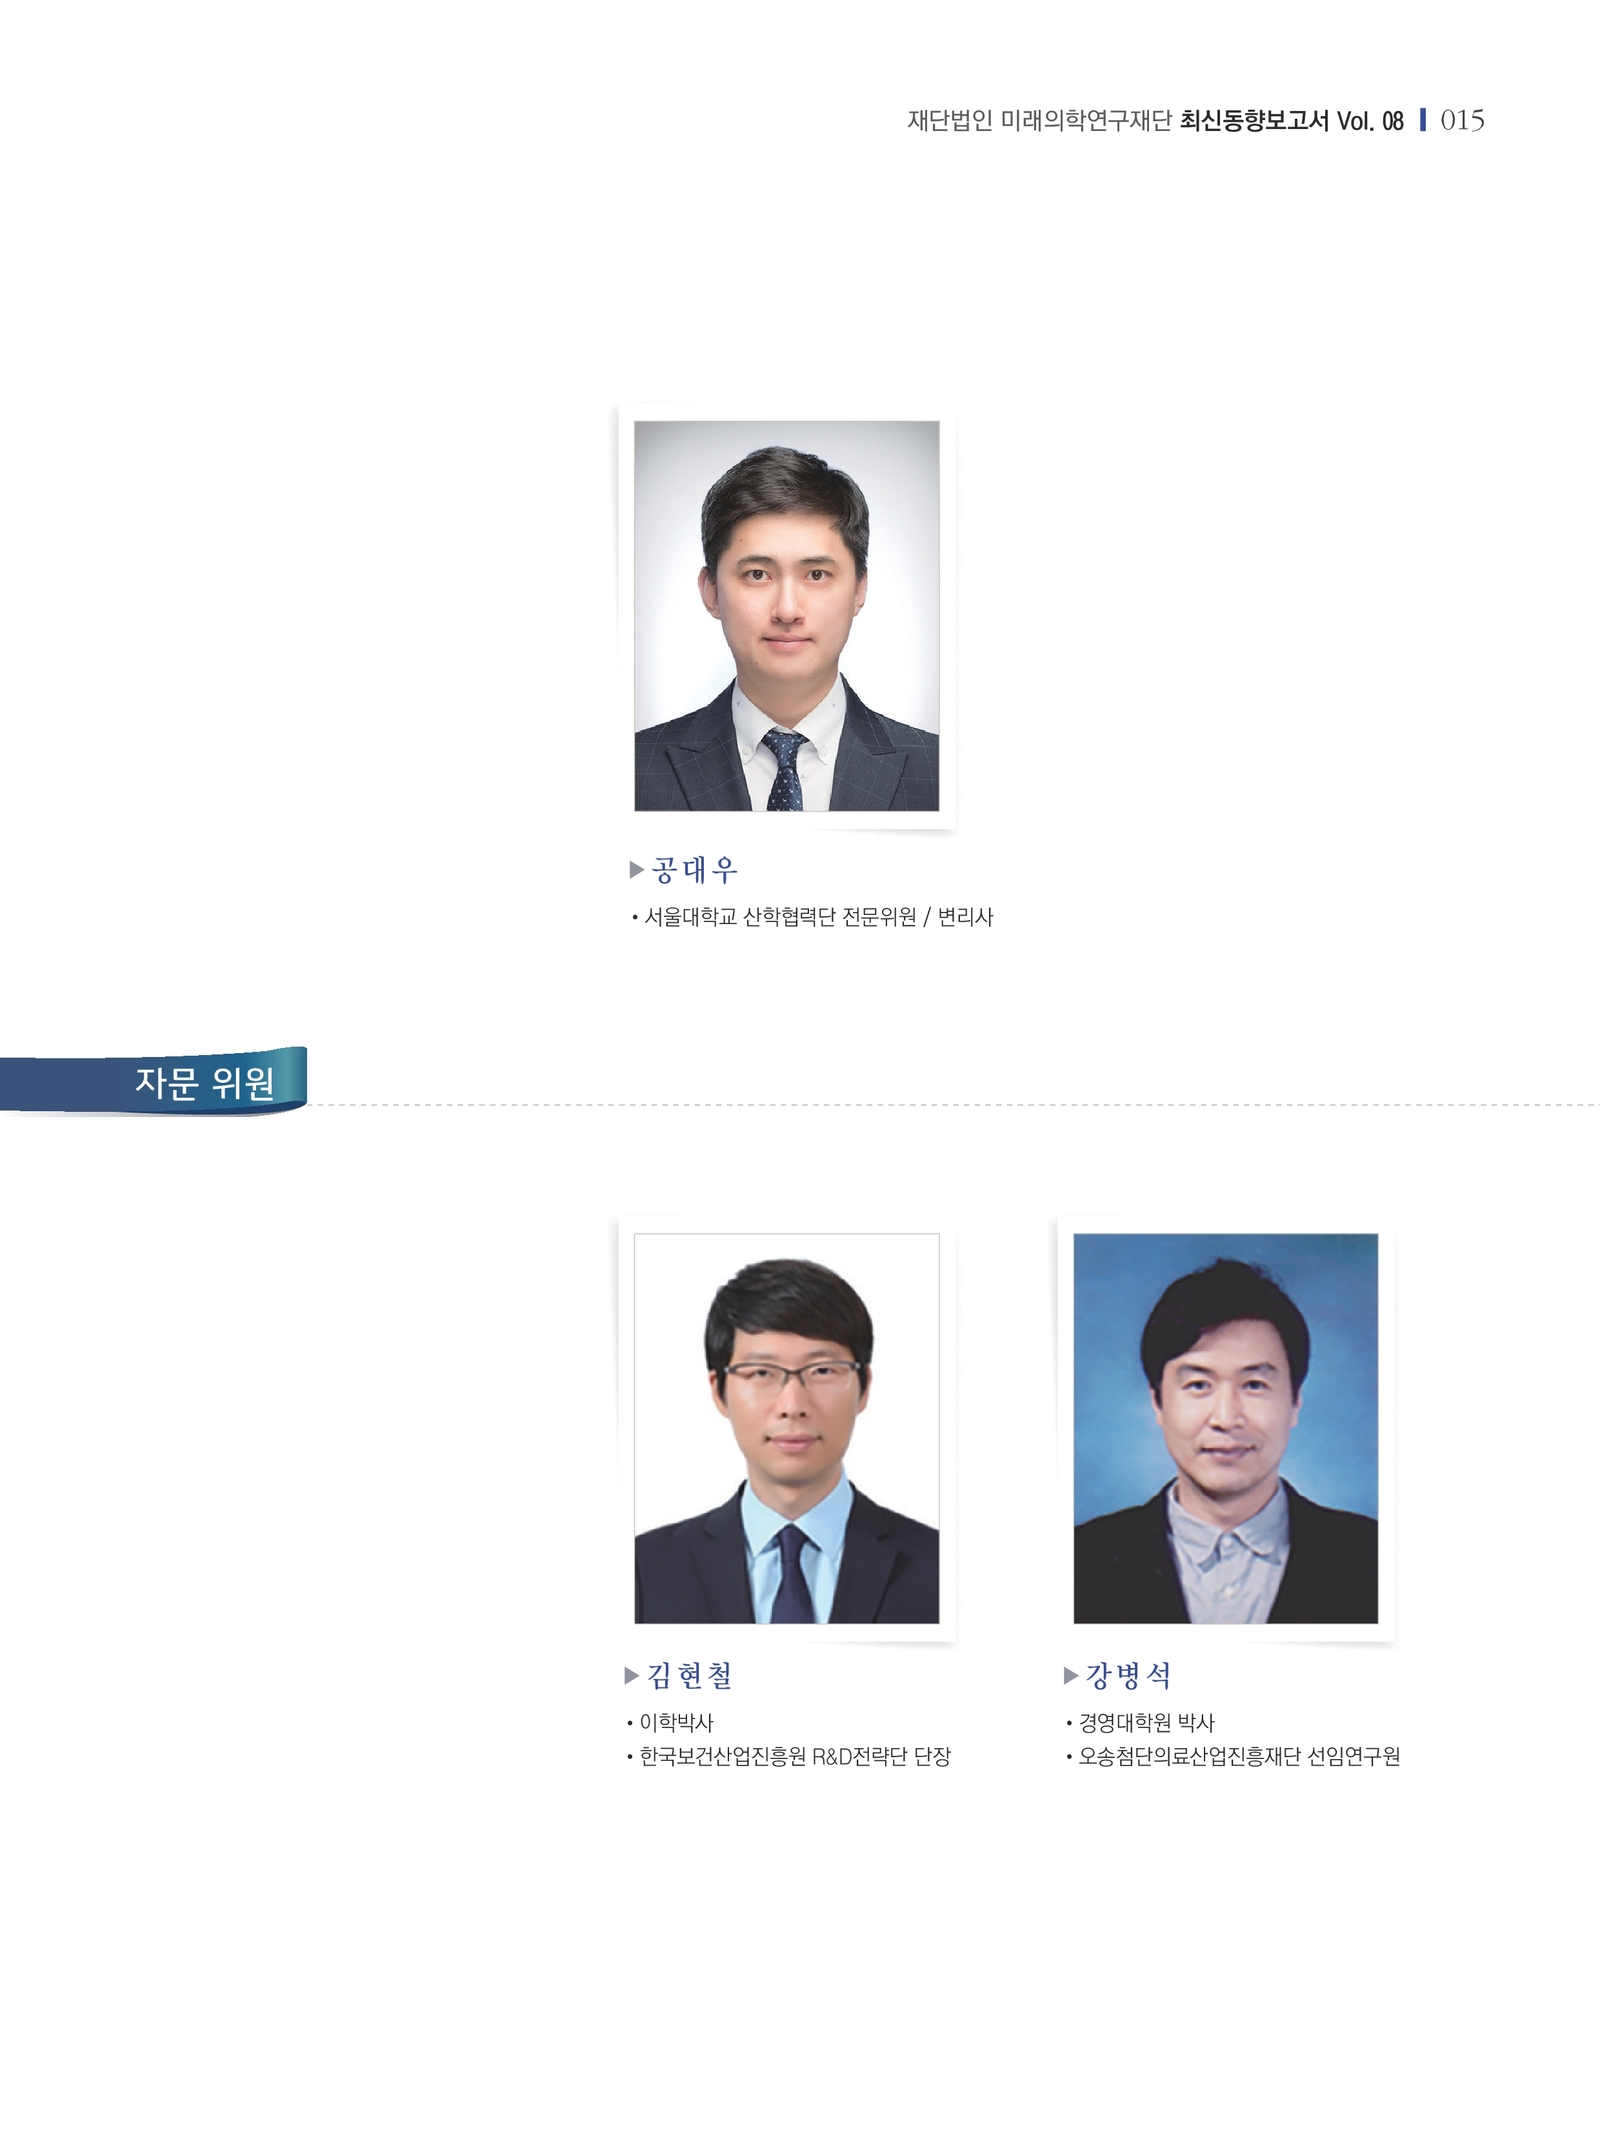 재단법인 미래의학연구재단 최신동향보고서 Vol. 08 015
▶공대우
• 서울대학교 산학협력단 전문위원 / 변리사
자문 위원
▶김현철
• 이학박사
• 한국보건산업진흥원 R&D전략단 단장
▶강병석
• 경영대학원 박사
• 오송첨단의료산업진흥재단 선임연구원